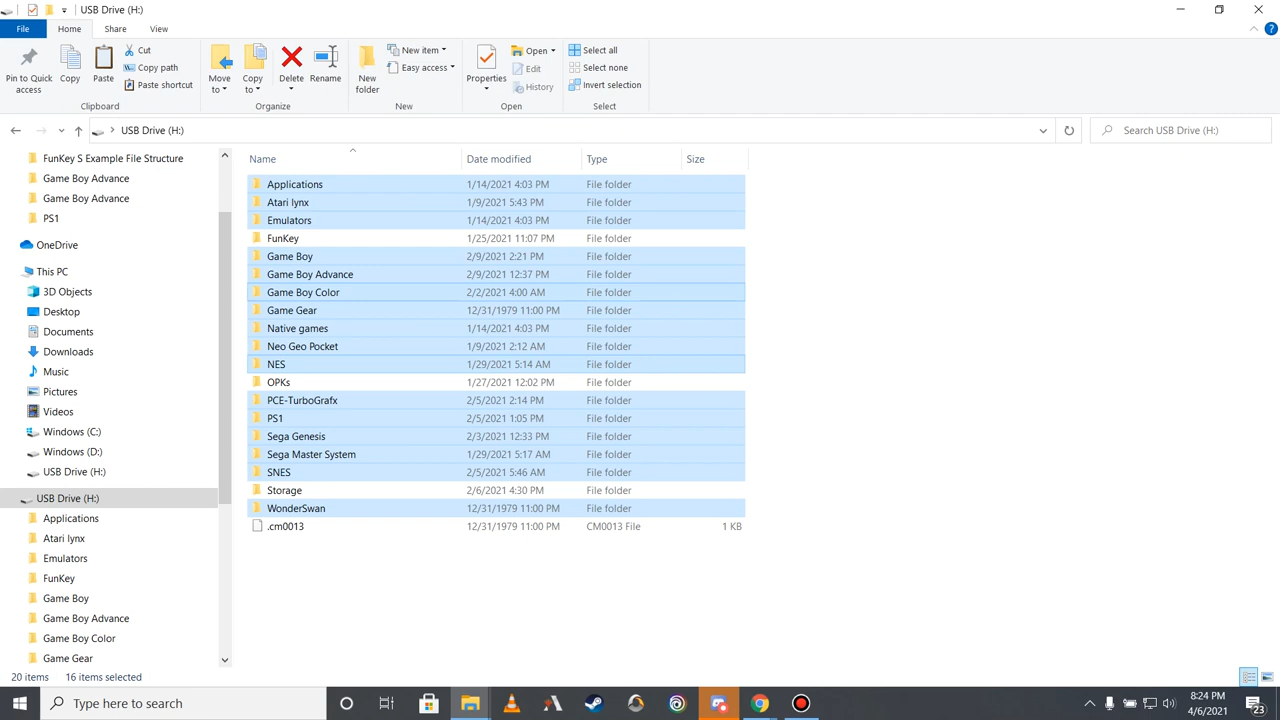 USB Drive (H:)
File Home Share View
Pin to Quick access
Copy
Paste
Cut
Copy path
Paste shortcut
Clipboard
Move to
Copy to
Delete
Rename
Organize
New folder
New item
Easy access
New
Properties
Open
Edit
History
Open
Select all
Select none
Invert selection
Select
USB Drive (H:)
Search USB Drive (H:)
FunKey S Example File Structure
Game Boy Advance
Game Boy Advance
PS1
OneDrive
This PC
3D Objects
Desktop
Documents
Downloads
Music
Pictures
Videos
Windows (C:)
Windows (D:)
USB Drive (H:)
USB Drive (H:)
Applications
Atari lynx
Emulators
FunKey
Game Boy
Game Boy Advance
Game Boy Color
Game Gear
Name Date modified Type Size
Applications 1/14/2021 4:03 PM File folder
Atari lynx 1/9/2021 5:43 PM File folder
Emulators 1/14/2021 4:03 PM File folder
FunKey 1/25/2021 11:07 PM File folder
Game Boy 2/9/2021 2:21 PM File folder
Game Boy Advance 2/9/2021 12:37 PM File folder
Game Boy Color 2/2/2021 4:00 AM File folder
Game Gear 12/31/1979 11:00 PM File folder
Native games 1/14/2021 4:03 PM File folder
Neo Geo Pocket 1/9/2021 2:12 AM File folder
NES 1/29/2021 5:14 AM File folder
OPKs 1/27/2021 12:02 PM File folder
PCE-TurboGrafx 2/5/2021 2:14 PM File folder
PS1 2/5/2021 1:05 PM File folder
Sega Genesis 2/3/2021 12:33 PM File folder
Sega Master System 1/29/2021 5:17 AM File folder
SNES 2/5/2021 5:46 AM File folder
Storage 2/6/2021 4:30 PM File folder
WonderSwan 12/31/1979 11:00 PM File folder
.cm0013 12/31/1979 11:00 PM CM0013 File 1 KB
20 items 16 items selected
Type here to search
8:24 PM
4/6/2021
23